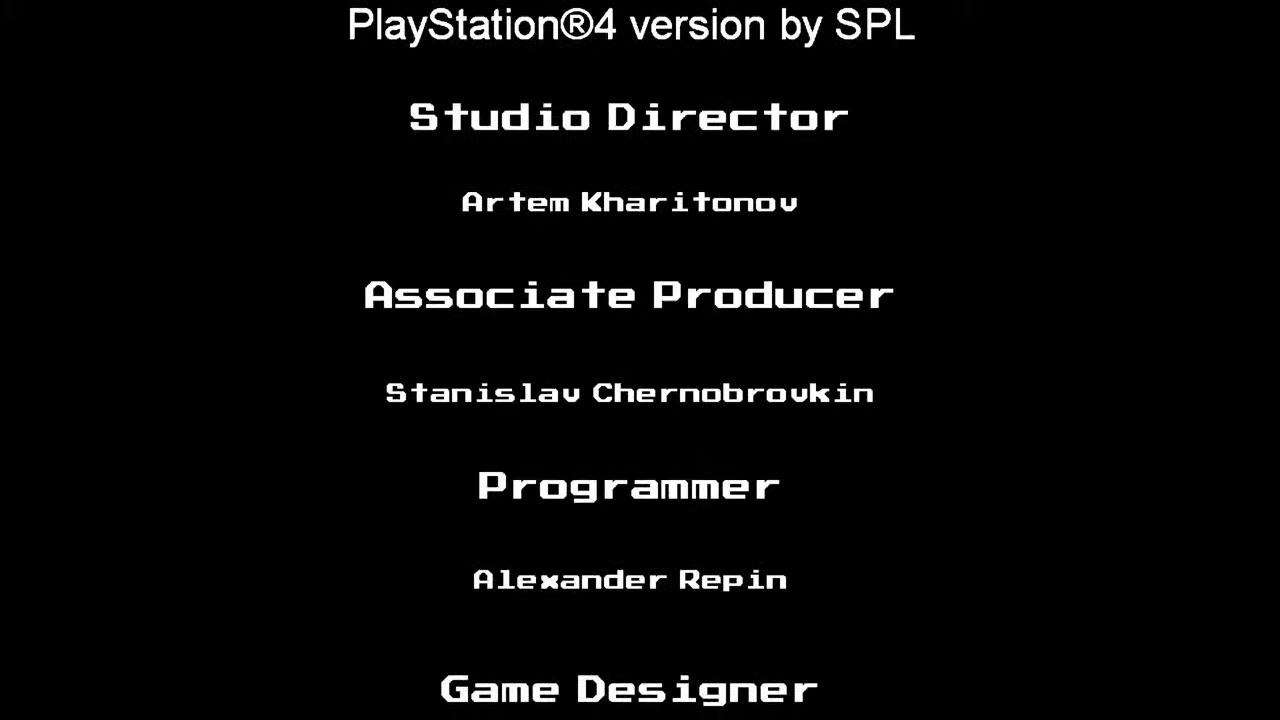 PlayStation®4 version by SPL
Studio Director
Artem Kharitonov
Associate Producer
Stanislav Chernobrovkin
Programmer
Alexander Repin
Game Designer